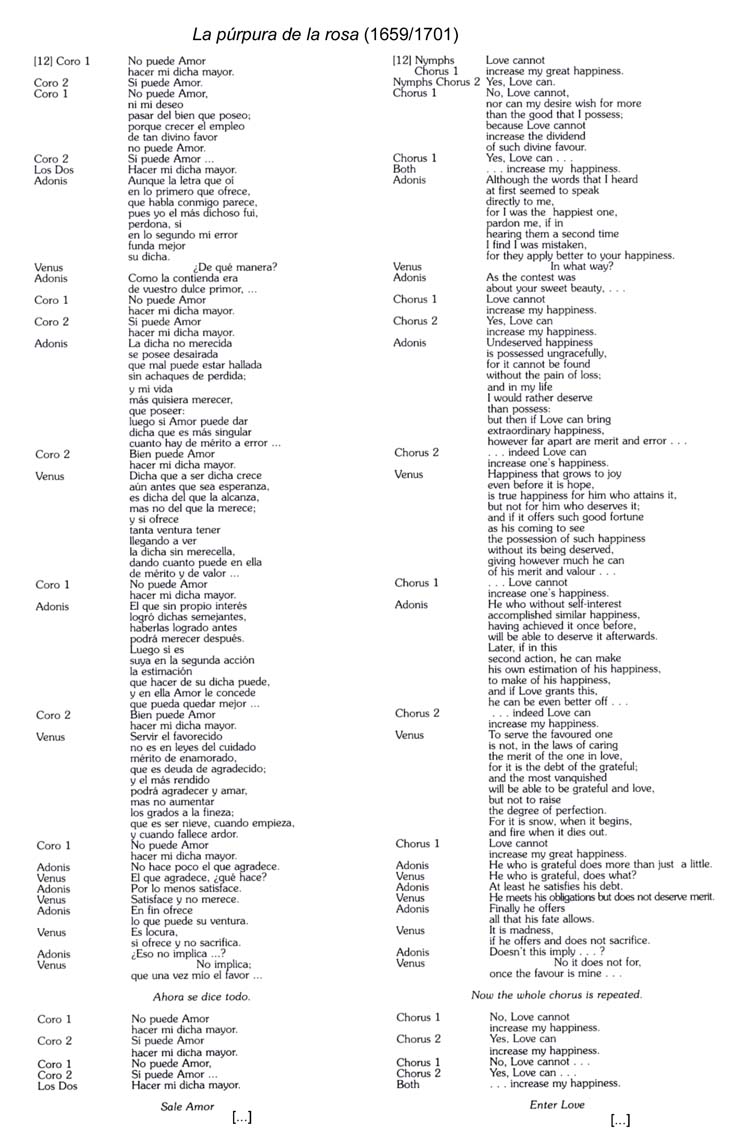 La púrpura de la rosa (1659/1701)
[12] Coro 1 No puede Amor
hacer mi dicha mayor.
Coro 2 Si puede Amor.
Coro 1 No puede Amor,
ni mi deseo
pasar del bien que poseo;
porque crecer el empleo
de tan divino favor
no puede Amor.
Coro 2 Si puede Amor ...
Los Dos Hacer mi dicha mayor.
Adonis Aunque la letra que oí
en lo primero que ofrece,
que habla conmigo parece,
pues yo el más dichoso fui,
perdona, si
en lo segundo mi error
funda mejor
su dicha.
Venus ¿De qué manera?
Adonis Como la contienda era
de vuestro dulce primor, ...
Coro 1 No puede Amor
hacer mi dicha mayor.
Coro 2 Si puede Amor
hacer mi dicha mayor.
Adonis La dicha no merecida
se posee desairada
que mal puede estar hallada
sin achaques de perdida;
y mi vida
más quisiera merecer,
que poseer:
luego si Amor puede dar
dicha que es más singular
cuanto hay de mérito a error ...
Coro 2 Bien puede Amor
hacer mi dicha mayor.
Venus Dicha que a ser dicha crece
aún antes que sea esperanza,
es dicha del que la alcanza,
mas no del que la merece;
y si ofrece
tanta ventura tener
llegando a ver
la dicha sin merecella,
dando cuanto puede en ella
de mérito y de valor ...
Coro 1 No puede Amor
hacer mi dicha mayor.
Adonis El que sin propio interés
logró dichas semejantes,
haberlas logrado antes
podrá merecer después.
Luego si es
suya en la segunda acción
la estimación
que hacer de su dicha puede,
y en ella Amor le concede
que pueda quedar mejor ...
Coro 2 Bien puede Amor
hacer mi dicha mayor.
Venus Servir el favorecido
no es en leyes del cuidado
mérito de enamorado,
que es deuda de agradecido;
y el más rendido
podrá agradecer y amar,
mas no aumentar
los grados a la fineza;
que es ser nieve, cuando empieza,
y cuando fallece ardor.
Coro 1 No puede Amor
hacer mi dicha mayor.
Adonis No hace poco el que agradece.
Venus El que agradece, ¿qué hace?
Adonis Por lo menos satisface.
Venus Satisface y no merece.
Adonis En fin ofrece
lo que puede su ventura.
Venus Es locura,
si ofrece y no sacrifica.
Adonis ¿Eso no implica ...?
Venus No implica;
que una vez mío el favor ...
Ahora se dice todo.
Coro 1 No puede Amor
hacer mi dicha mayor.
Coro 2 Si puede Amor
hacer mi dicha mayor.
Coro 1 No puede Amor,
Coro 2 Si puede Amor ...
Los Dos Hacer mi dicha mayor.
Sale Amor
[...]
[12] Nymphs Love cannot
Chorus 1 increase my great happiness.
Nymphs Chorus 2 Yes, Love can.
Chorus 1 No, Love cannot,
nor can my desire wish for more
than the good that I possess;
because Love cannot
increase the dividend
of such divine favour.
Chorus 1 Yes, Love can . . .
Both . . . increase my happiness.
Adonis Although the words that I heard
at first seemed to speak
directly to me,
for I was the happiest one,
pardon me, if in
hearing them a second time
I find I was mistaken,
for they apply better to your happiness.
Venus In what way?
Adonis As the contest was
about your sweet beauty, . . .
Chorus 1 Love cannot
increase my happiness.
Chorus 2 Yes, Love can
increase my happiness.
Adonis Undeserved happiness
is possessed ungracefully,
for it cannot be found
without the pain of loss;
and in my life
I would rather deserve
than possess:
but then if Love can bring
extraordinary happiness,
however far apart are merit and error . . .
Chorus 2 . . . indeed Love can
increase one's happiness.
Venus Happiness that grows to joy
even before it is hope,
is true happiness for him who attains it,
but not for him who deserves it;
and if it offers such good fortune
as his coming to see
the possession of such happiness
without its being deserved,
giving however much he can
of his merit and valour . . .
Chorus 1 . . . Love cannot
increase one's happiness.
Adonis He who without self-interest
accomplished similar happiness,
having achieved it once before,
will be able to deserve it afterwards.
Later, if in this
second action, he can make
his own estimation of his happiness,
to make of his happiness,
and if Love grants this,
he can be even better off . . .
Chorus 2 . . . indeed Love can
increase my happiness.
Venus To serve the favoured one
is not, in the laws of caring
the merit of the one in love,
for it is the debt of the grateful;
and the most vanquished
will be able to be grateful and love,
but not to raise
the degree of perfection.
For it is snow, when it begins,
and fire when it dies out.
Chorus 1 Love cannot
increase my great happiness.
Adonis He who is grateful does more than just a little.
Venus He who is grateful, does what?
Adonis At least he satisfies his debt.
Venus He meets his obligations but does not deserve merit.
Adonis Finally he offers
all that his fate allows.
Venus It is madness,
if he offers and does not sacrifice.
Adonis Doesn't this imply . . . ?
Venus No it does not for,
once the favour is mine . . .
Now the whole chorus is repeated.
Chorus 1 No, Love cannot
increase my happiness.
Chorus 2 Yes, Love can
increase my happiness.
Chorus 1 No, Love cannot . . .
Chorus 2 Yes, Love can . . .
Both . . . increase my happiness.
Enter Love
[...]